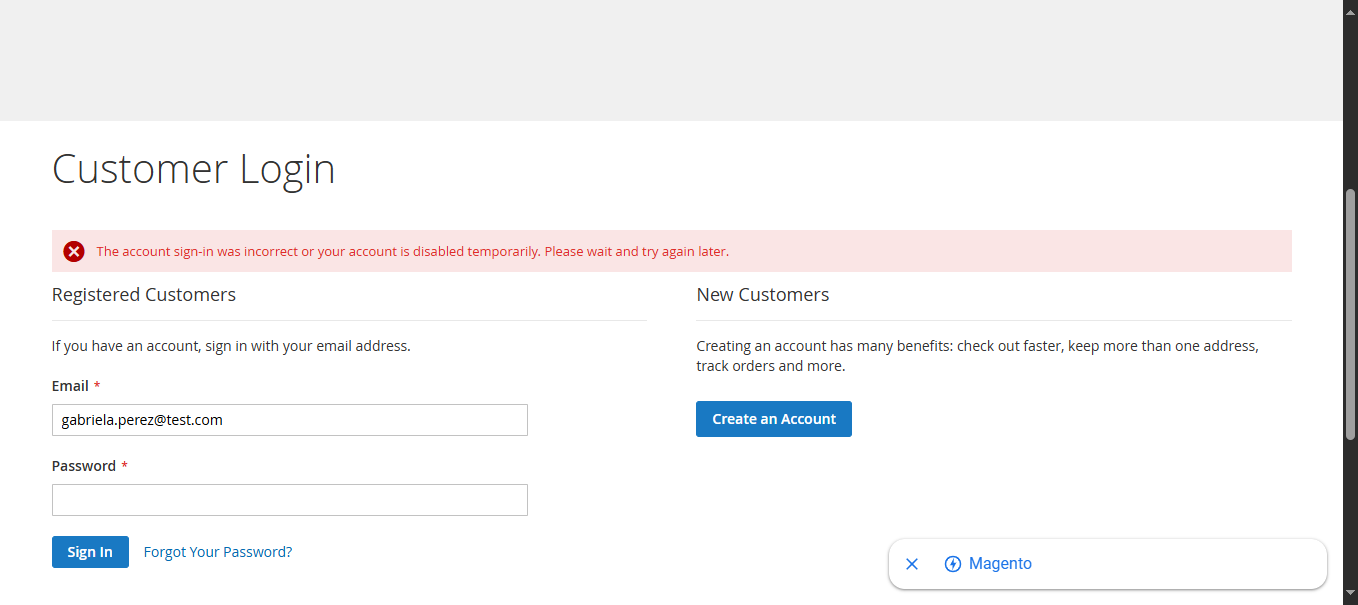 Customer Login
The account sign-in was incorrect or your account is disabled temporarily. Please wait and try again later.
Registered Customers
If you have an account, sign in with your email address.
Email *
gabriela.perez@test.com
Password *
Sign In
Forgot Your Password?
New Customers
Creating an account has many benefits: check out faster, keep more than one address,
track orders and more.
Create an Account
Magento